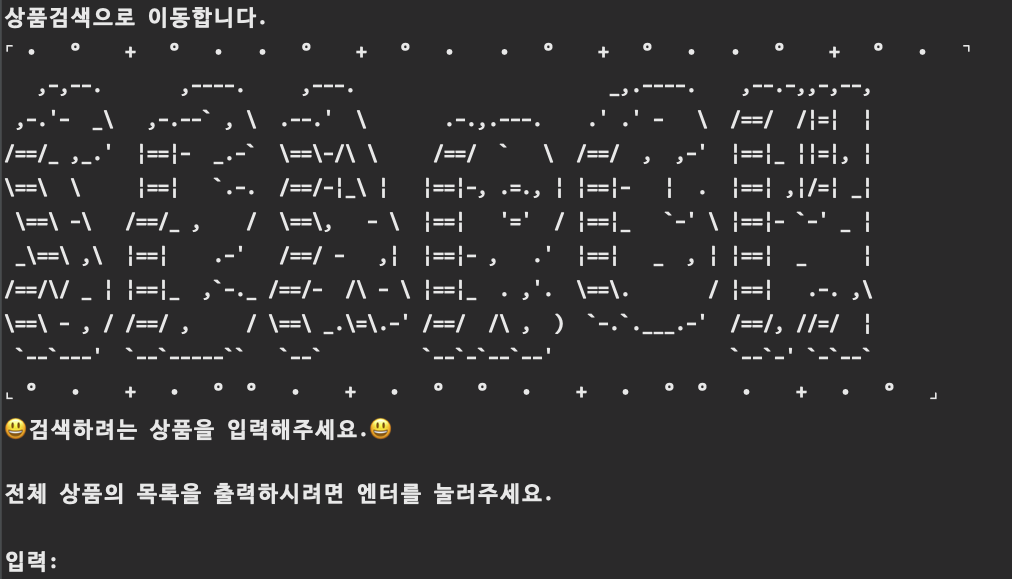 상품검색으로 이동합니다.
SEARCH
😃검색하려는 상품을 입력해주세요.😃
전체 상품의 목록을 출력하시려면 엔터를 눌러주세요.
입력: